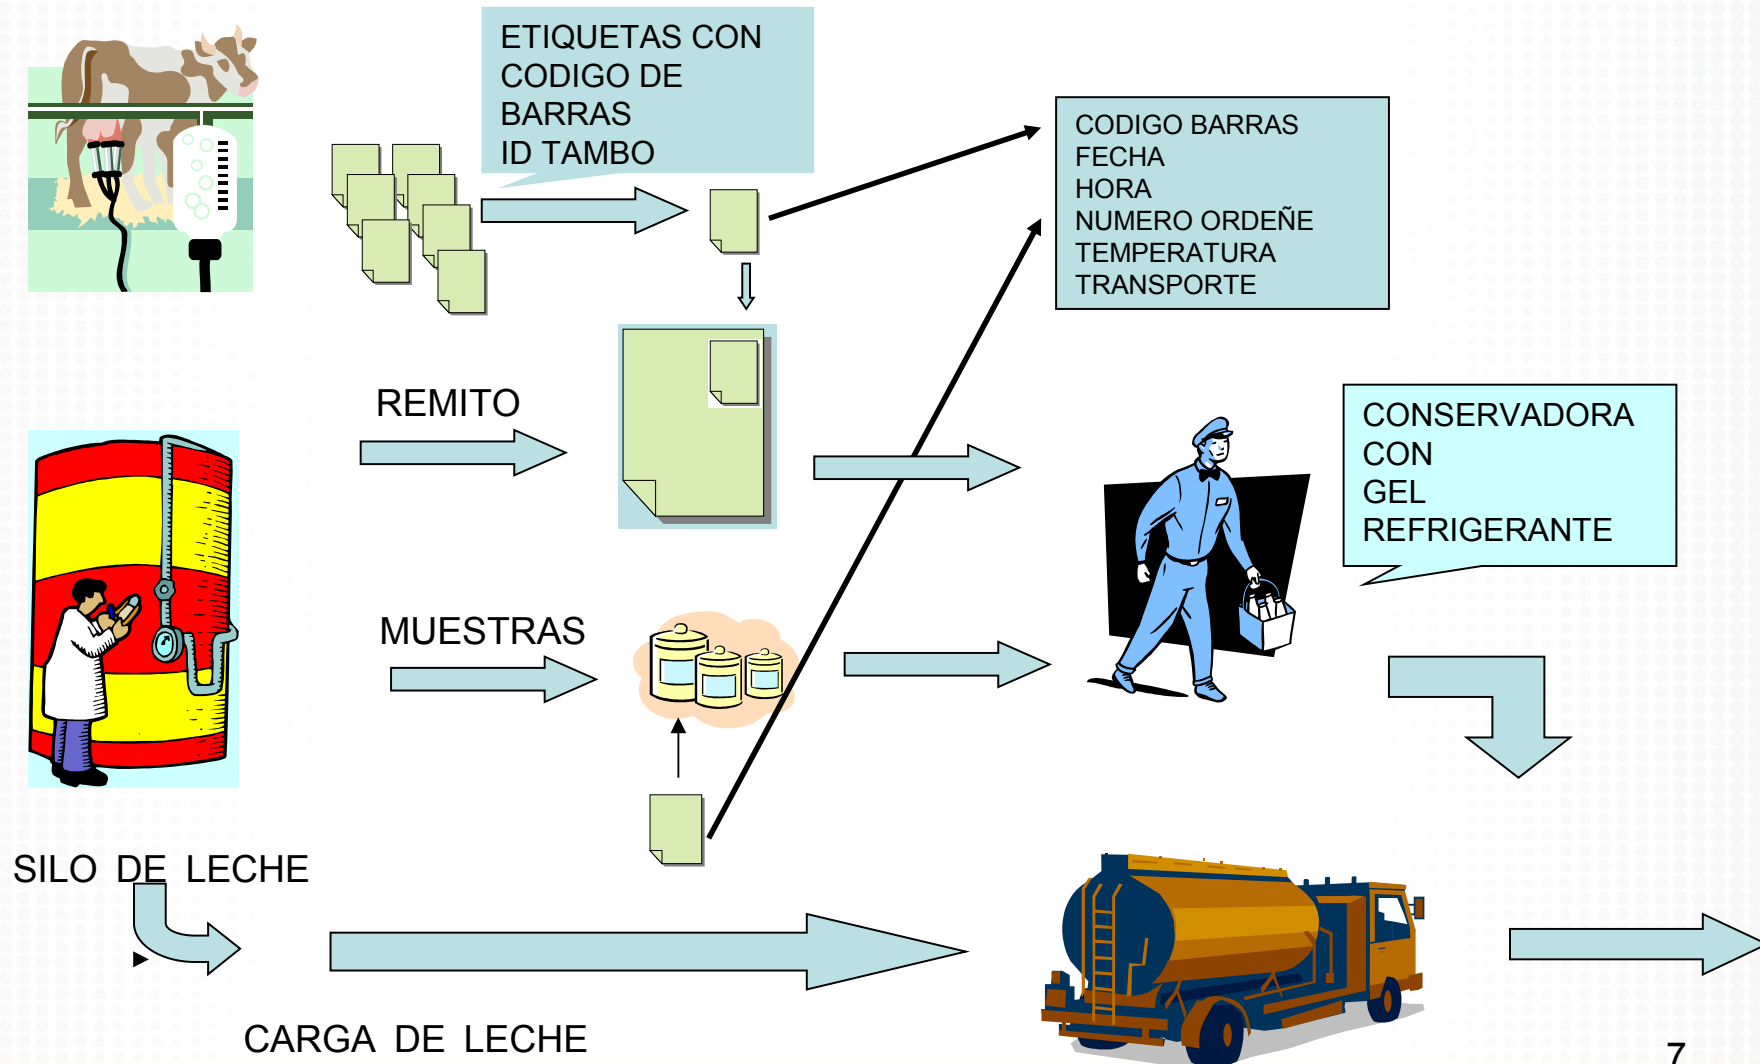 ETIQUETAS CON
CODIGO DE
BARRAS
ID TAMBO
CODIGO BARRAS
FECHA
HORA
NUMERO ORDEÑE
TEMPERATURA
TRANSPORTE
REMITO
CONSERVADORA
CON
GEL
REFRIGERANTE
MUESTRAS
SILO DE LECHE
CARGA DE LECHE
7